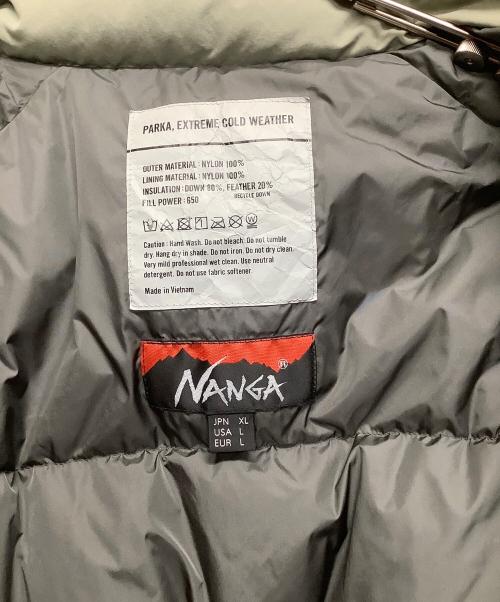 PARKA, EXTREME COLD WEATHER
OUTER MATERIAL : NYLON 100%
LINING MATERIAL : NYLON 100%
INSULATION : DOWN 80%, FEATHER 20%
RECYCLE DOWN
FILL POWER : 650
Caution : Hand Wash. Do not bleach. Do not tumble
dry. Hang dry in shade. Do not iron. Do not dry clean.
Very mild professional wet clean. Use neutral
detergent. Do not use fabric softener.
Made in Vietnam
NANGA
JPN XL
USA L
EUR L